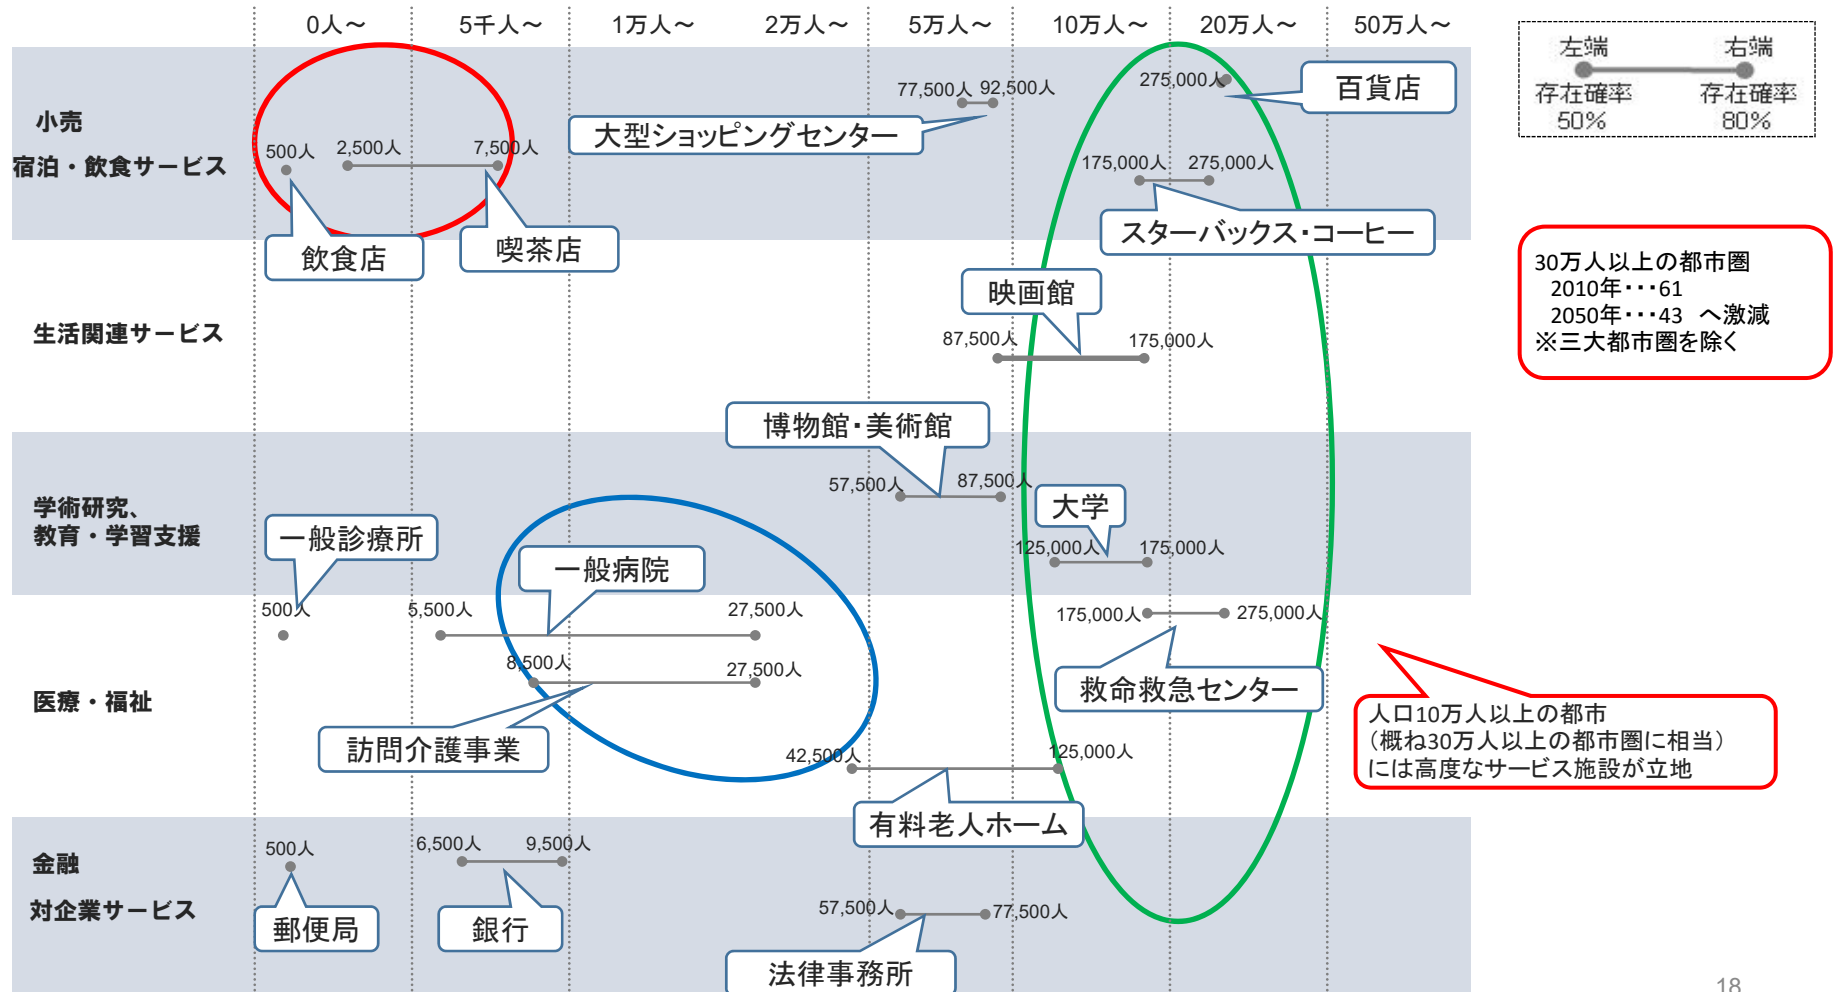 0人～
5千人～
1万人～
2万人～
5万人～
10万人～
20万人～
50万人～
左端
右端
存在確率
存在確率
50%
80%
小売
宿泊・飲食サービス
500人
2,500人
7,500人
飲食店
喫茶店
77,500人
92,500人
大型ショッピングセンター
275,000人
百貨店
175,000人
275,000人
スターバックス・コーヒー
30万人以上の都市圏
2010年・・・61
2050年・・・43 へ激減
※三大都市圏を除く
生活関連サービス
映画館
87,500人
175,000人
学術研究、
教育・学習支援
博物館・美術館
57,500人
87,500人
大学
125,000人
175,000人
医療・福祉
一般診療所
500人
一般病院
5,500人
27,500人
8,500人
27,500人
訪問介護事業
175,000人
275,000人
救命救急センター
42,500人
125,000人
有料老人ホーム
人口10万人以上の都市
（概ね30万人以上の都市圏に相当）
には高度なサービス施設が立地
金融
対企業サービス
500人
郵便局
6,500人
9,500人
銀行
57,500人
77,500人
法律事務所
18